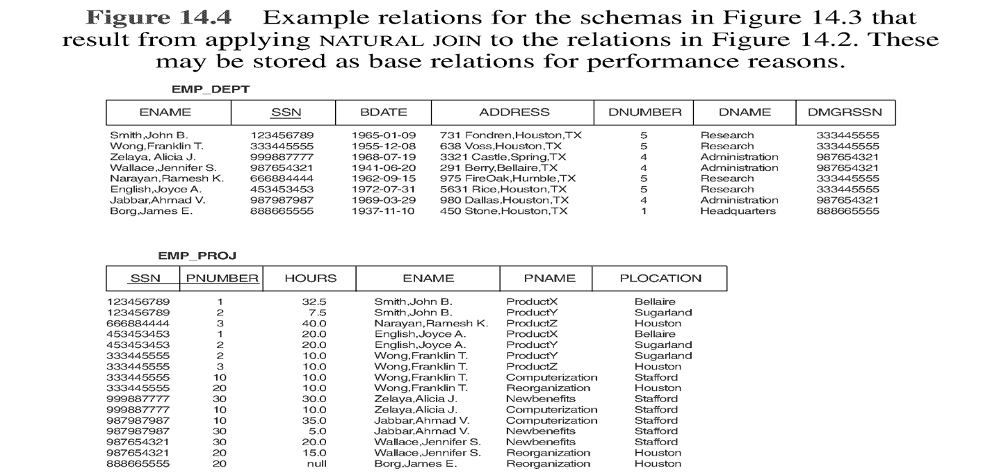 Figure 14.4 Example relations for the schemas in Figure 14.3 that
result from applying NATURAL JOIN to the relations in Figure 14.2. These
may be stored as base relations for performance reasons.
EMP_DEPT
ENAME SSN BDATE ADDRESS DNUMBER DNAME DMGRSSN
Smith,John B. 123456789 1965-01-09 731 Fondren,Houston,TX 5 Research 333445555
Wong,Franklin T. 333445555 1955-12-08 638 Voss,Houston,TX 5 Research 333445555
Zelaya, Alicia J. 999887777 1968-07-19 3321 Castle,Spring,TX 4 Administration 987654321
Wallace,Jennifer S. 987654321 1941-06-20 291 Berry,Bellaire,TX 4 Administration 987654321
Narayan,Ramesh K. 666884444 1962-09-15 975 FireOak,Humble,TX 5 Research 333445555
English,Joyce A. 453453453 1972-07-31 5631 Rice,Houston,TX 5 Research 333445555
Jabbar,Ahmad V. 987987987 1969-03-29 980 Dallas,Houston,TX 4 Administration 987654321
Borg,James E. 888665555 1937-11-10 450 Stone,Houston,TX 1 Headquarters 888665555
EMP_PROJ
SSN PNUMBER HOURS ENAME PNAME PLOCATION
123456789 1 32.5 Smith,John B. ProductX Bellaire
123456789 2 7.5 Smith,John B. ProductY Sugarland
666884444 3 40.0 Narayan,Ramesh K. ProductZ Houston
453453453 1 20.0 English,Joyce A. ProductX Bellaire
453453453 2 20.0 English,Joyce A. ProductY Sugarland
333445555 2 10.0 Wong,Franklin T. ProductY Sugarland
333445555 3 10.0 Wong,Franklin T. ProductZ Houston
333445555 10 10.0 Wong,Franklin T. Computerization Stafford
333445555 20 10.0 Wong,Franklin T. Reorganization Houston
999887777 30 30.0 Zelaya,Alicia J. Newbenefits Stafford
999887777 10 10.0 Zelaya,Alicia J. Computerization Stafford
987987987 10 35.0 Jabbar,Ahmad V. Computerization Stafford
987987987 30 5.0 Jabbar,Ahmad V. Newbenefits Stafford
987654321 30 20.0 Wallace,Jennifer S. Newbenefits Stafford
987654321 20 15.0 Wallace,Jennifer S. Reorganization Houston
888665555 20 null Borg,James E. Reorganization Houston